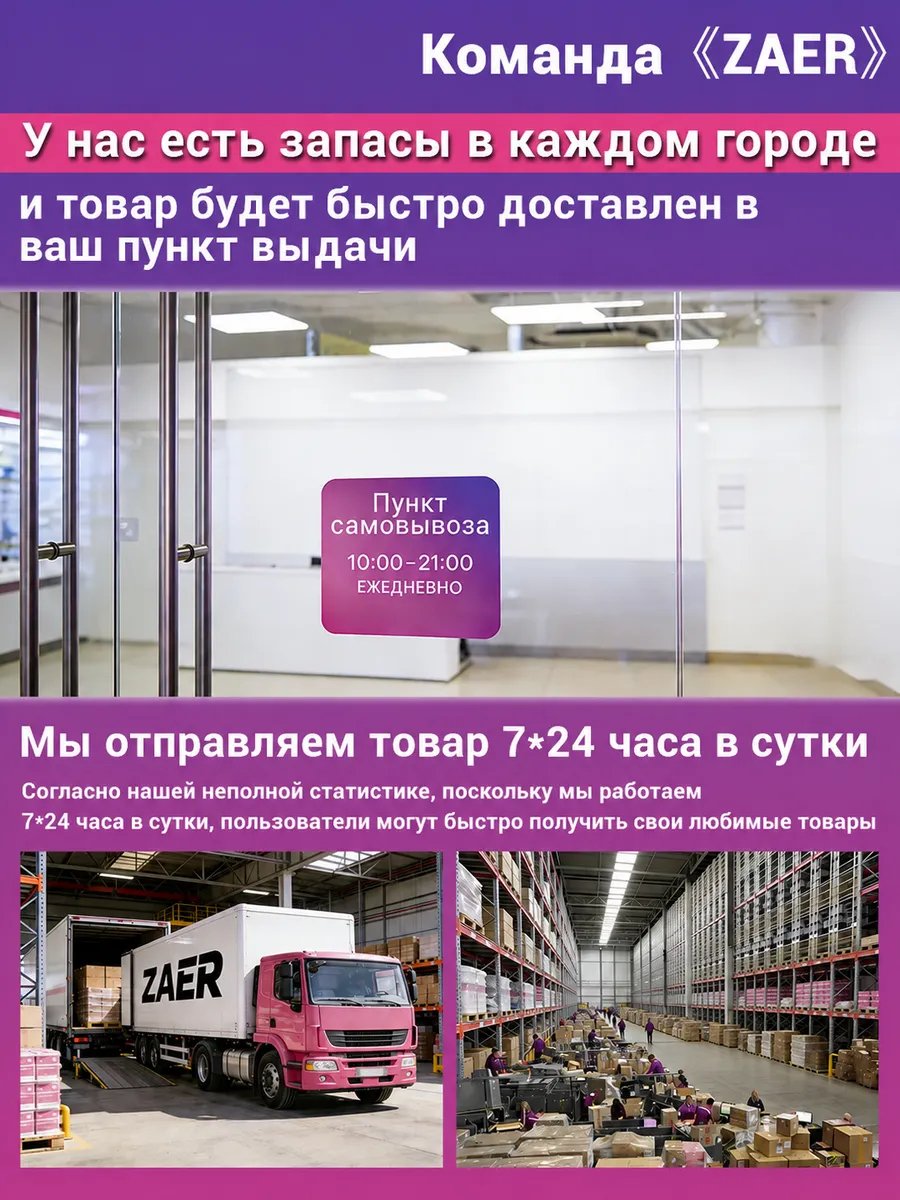 Команда 《ZAER》
У нас есть запасы в каждом городе
и товар будет быстро доставлен в
ваш пункт выдачи
Пункт
самовывоза
10:00–21:00
ЕЖЕДНЕВНО
Мы отправляем товар 7*24 часа в сутки
Согласно нашей неполной статистике, поскольку мы работаем
7*24 часа в сутки, пользователи могут быстро получить свои любимые товары
ZAER